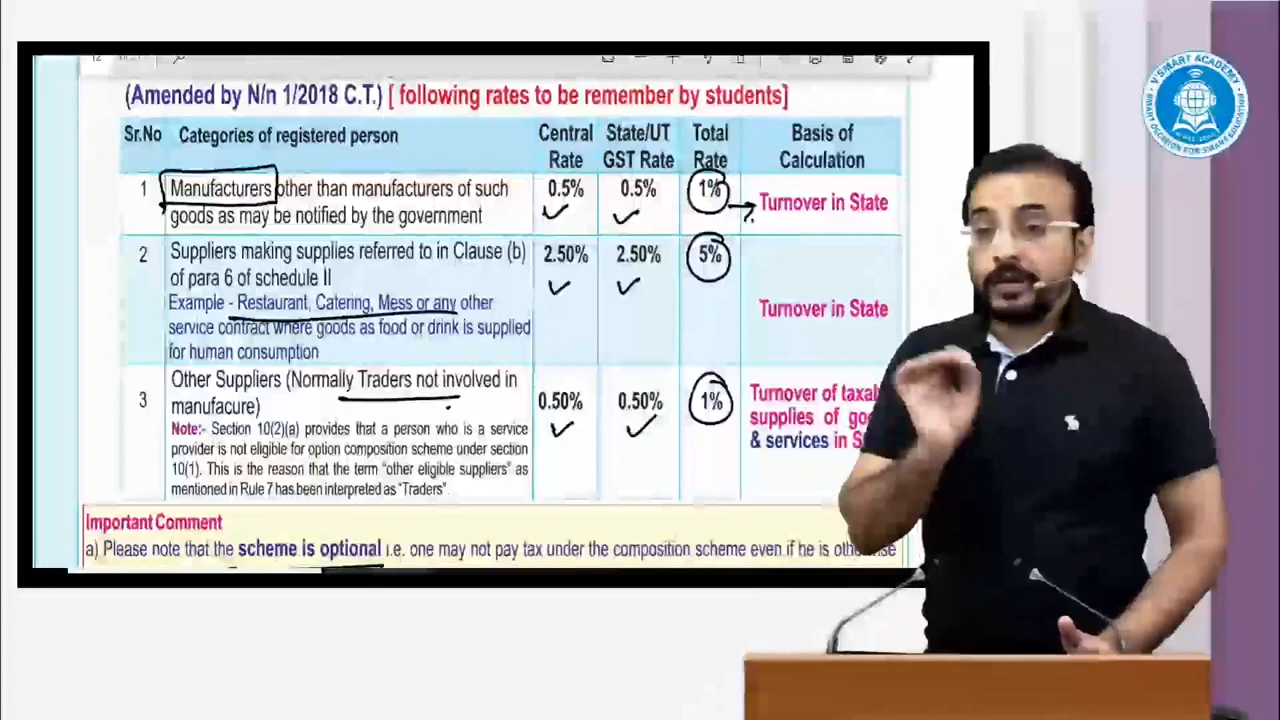 (Amended by N/n 1/2018 C.T.) [ following rates to be remember by students]
Sr.No Categories of registered person Central Rate State/UT GST Rate Total Rate Basis of Calculation
1 Manufacturers other than manufacturers of such 0.5% 0.5% 1% Turnover in State
goods as may be notified by the government
2 Suppliers making supplies referred to in Clause (b) 2.50% 2.50% 5%
of para 6 of schedule II
Example - Restaurant, Catering, Mess or any other Turnover in State
service contract where goods as food or drink is supplied
for human consumption
3 Other Suppliers (Normally Traders not involved in 0.50% 0.50% 1% Turnover of
manufacure) supplies of
Note:- Section 10(2)(a) provides that a person who is a service & services in
provider is not eligible for option composition scheme under section
10(1). This is the reason that the term "other eligible suppliers" as
mentioned in Rule 7 has been interpreted as "Traders".
Important Comment
a) Please note that the scheme is optional i.e. one may not pay tax under the composition scheme even if he is
V'SMART ACADEMY
SMART DECISION FOR SMART EDUCATION